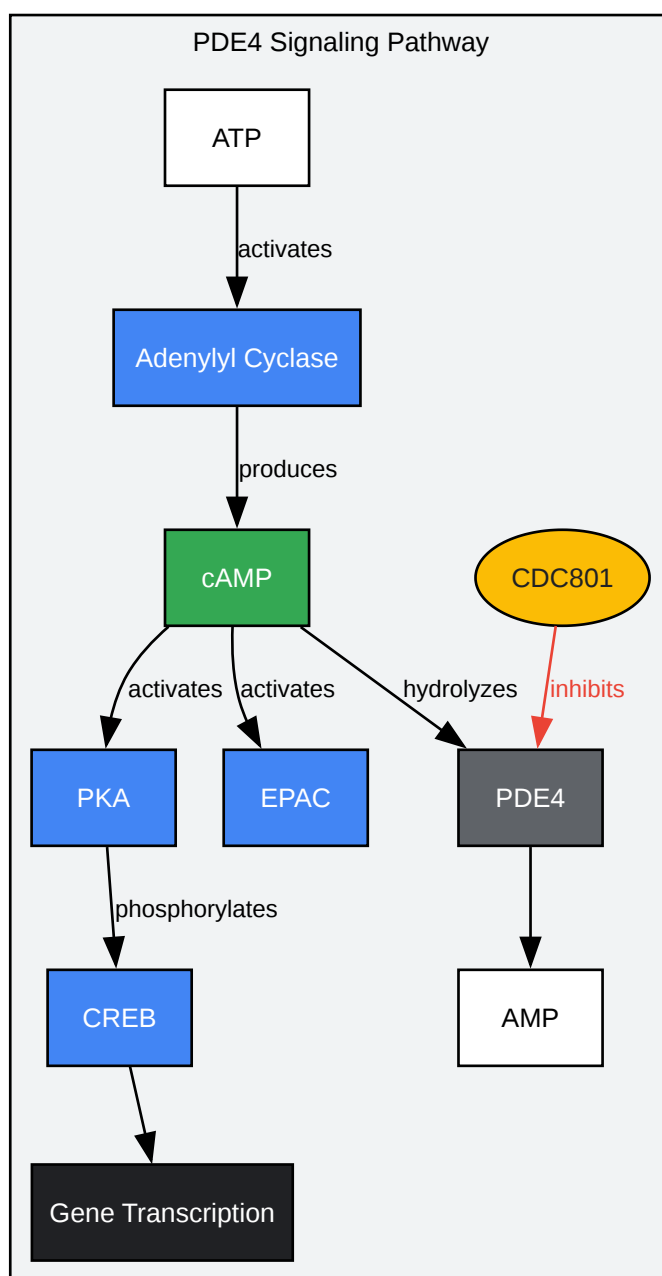 PDE4 Signaling Pathway
ATP
activates
Adenylyl Cyclase
produces
cAMP
CDC801
activates
activates
hydrolyzes
inhibits
PKA
EPAC
PDE4
phosphorylates
CREB
AMP
Gene Transcription